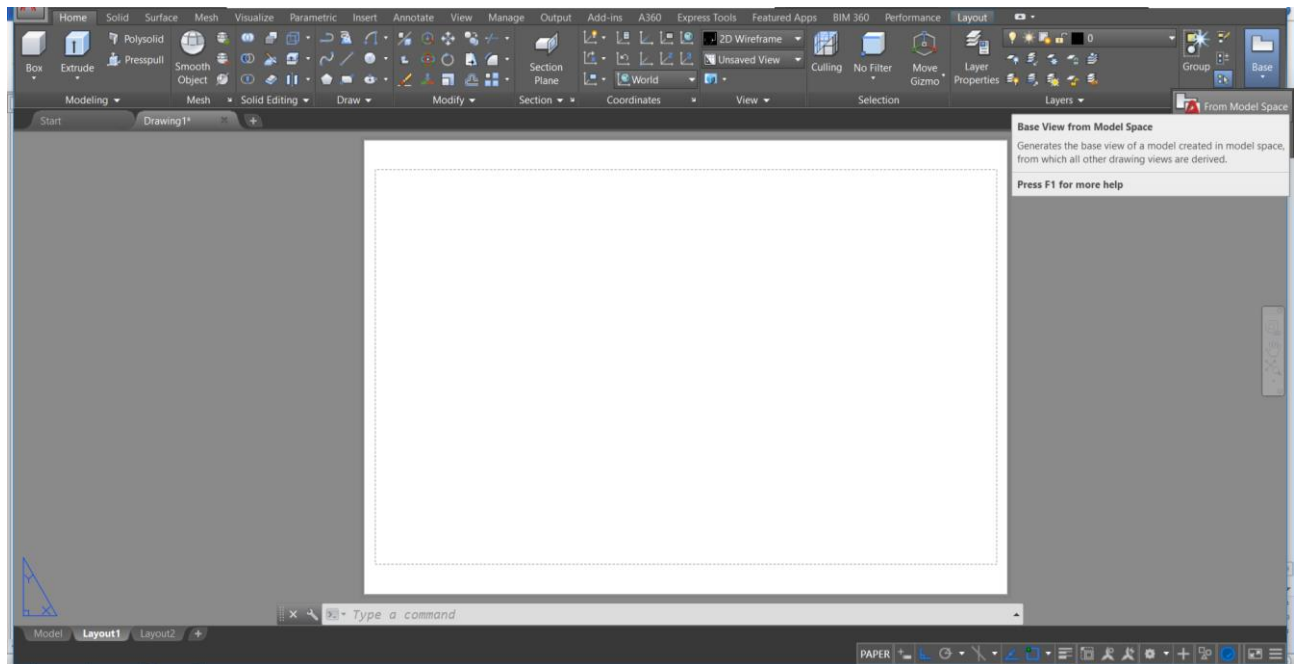 Home Solid Surface Mesh Visualize Parametric Insert Annotate View Manage Output Add-ins A360 Express Tools Featured Apps BIM 360 Performance Layout
Polysolid
Presspull
Box
Extrude
Smooth
Object
Section
Plane
World
2D Wireframe
Unsaved View
Culling
No Filter
Move
Gizmo
Layer
Properties
0
Group
Base
Modeling Mesh Solid Editing Draw Modify Section Coordinates View Selection Layers
From Model Space
Start Drawing1*
Base View from Model Space
Generates the base view of a model created in model space,
from which all other drawing views are derived.
Press F1 for more help
Y
X
Type a command
Model Layout1 Layout2
PAPER